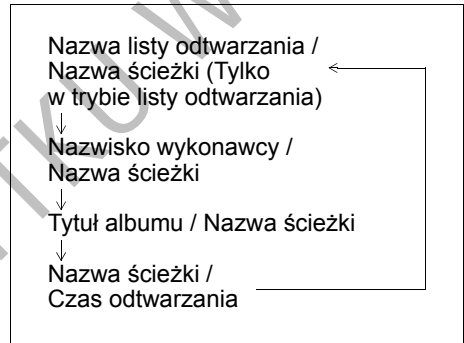 Nazwa listy odtwarzania /
Nazwa ścieżki (Tylko
w trybie listy odtwarzania)
Nazwisko wykonawcy /
Nazwa ścieżki
Tytuł albumu / Nazwa ścieżki
Nazwa ścieżki /
Czas odtwarzania